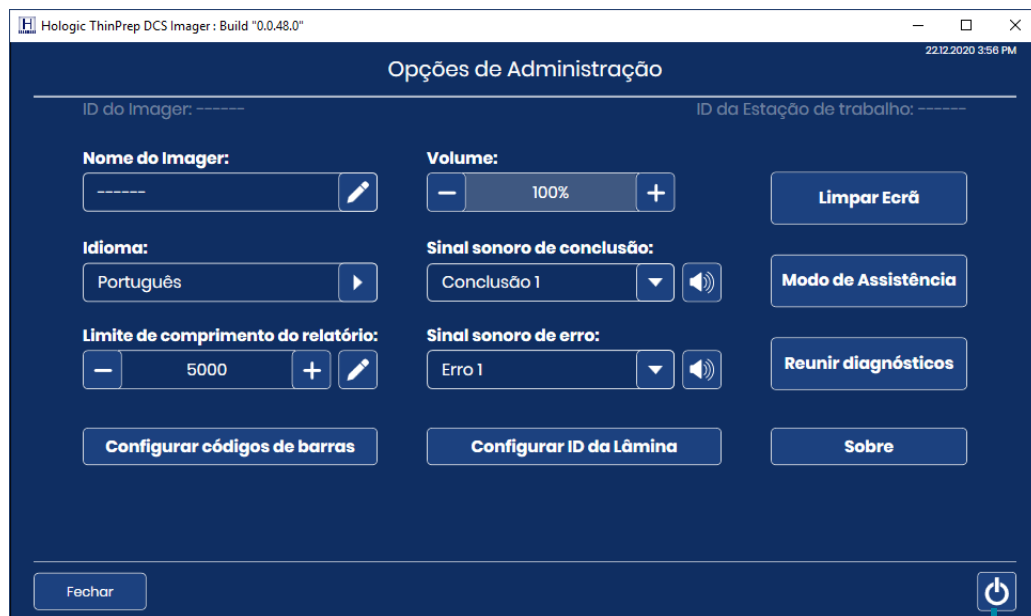 Hologic ThinPrep DCS Imager : Build "0.0.48.0"
22.12.2020 3:56 PM
Opções de Administração
ID do Imager: ------
ID da Estação de trabalho: ------
Nome do Imager:
Volume:
------
100%
Limpar Ecrã
Idioma:
Sinal sonoro de conclusão:
Português
Conclusão 1
Modo de Assistência
Limite de comprimento do relatório:
Sinal sonoro de erro:
5000
Erro 1
Reunir diagnósticos
Configurar códigos de barras
Configurar ID da Lâmina
Sobre
Fechar